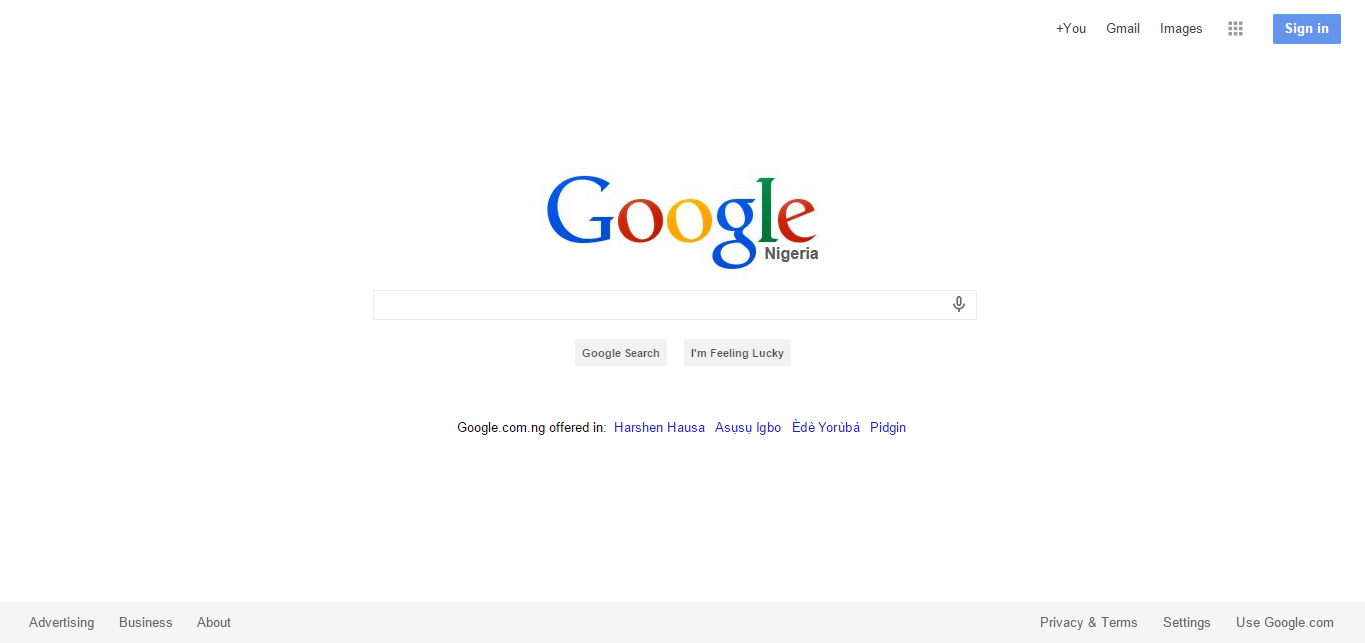 +You Gmail Images Sign in
Google
Nigeria
Google Search I'm Feeling Lucky
Google.com.ng offered in: Harshen Hausa Asụsụ Igbo Èdè Yorùbá Pidgin
Advertising Business About Privacy & Terms Settings Use Google.com